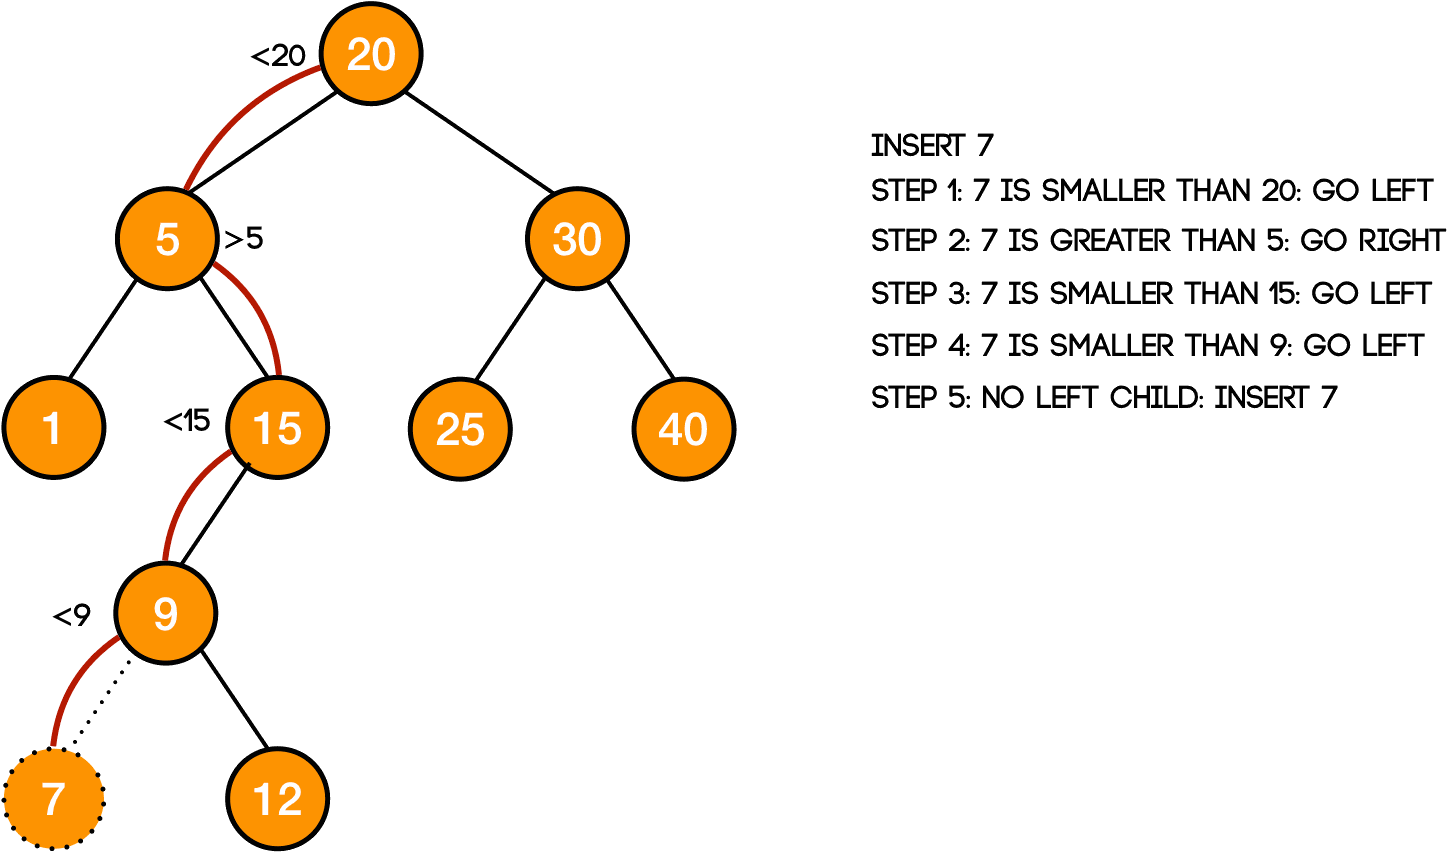 <20
20
5
>5
30
1
<15
15
25
40
<9
9
7
12
INSERT 7
STEP 1: 7 IS SMALLER THAN 20: GO LEFT
STEP 2: 7 IS GREATER THAN 5: GO RIGHT
STEP 3: 7 IS SMALLER THAN 15: GO LEFT
STEP 4: 7 IS SMALLER THAN 9: GO LEFT
STEP 5: NO LEFT CHILD: INSERT 7